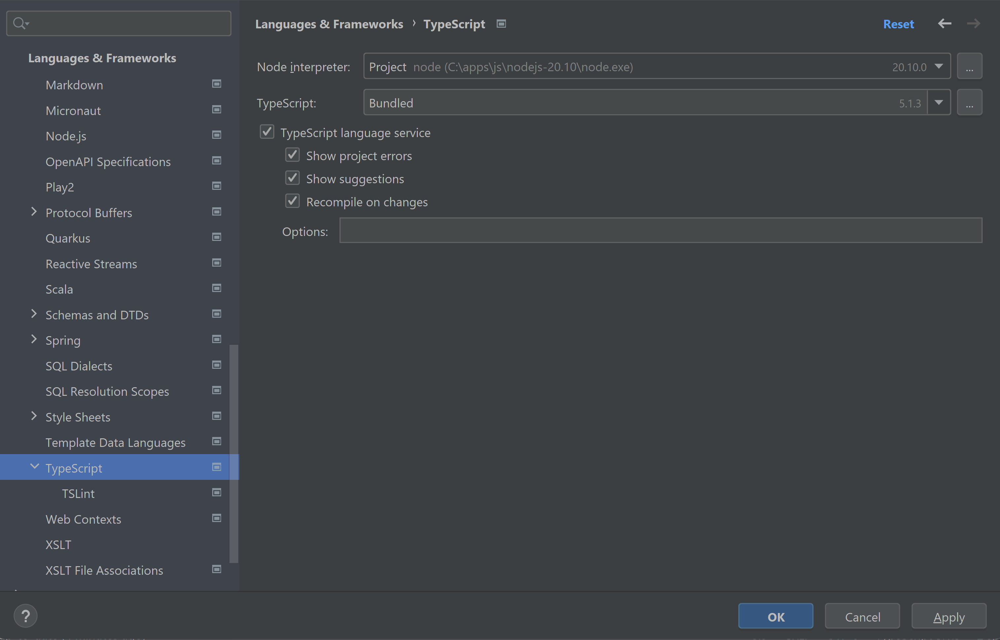 Languages & Frameworks
Markdown
Micronaut
Node.js
OpenAPI Specifications
Play2
Protocol Buffers
Quarkus
Reactive Streams
Scala
Schemas and DTDs
Spring
SQL Dialects
SQL Resolution Scopes
Style Sheets
Template Data Languages
TypeScript
TSLint
Web Contexts
XSLT
XSLT File Associations
Languages & Frameworks › TypeScript
Reset
Node interpreter: Project node (C:\apps\js\nodejs-20.10\node.exe) 20.10.0 ...
TypeScript: Bundled 5.1.3 ...
TypeScript language service
Show project errors
Show suggestions
Recompile on changes
Options:
?
OK Cancel Apply